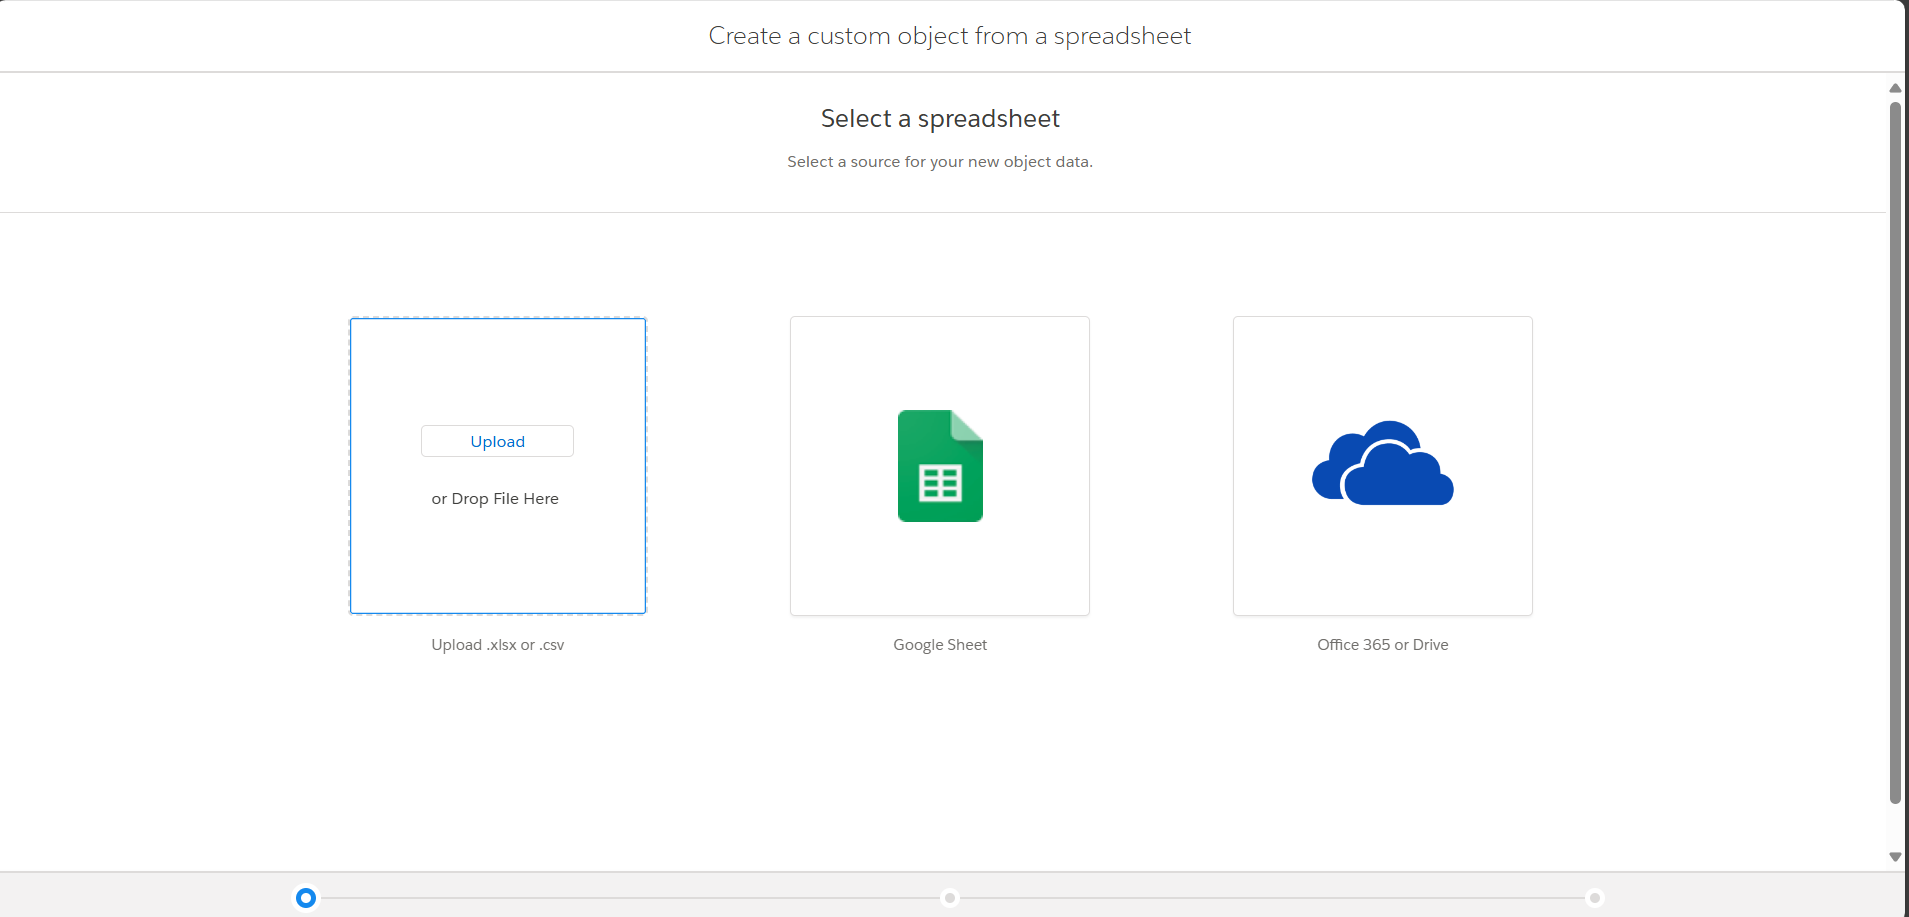 Create a custom object from a spreadsheet
Select a spreadsheet
Select a source for your new object data.
Upload
or Drop File Here
Upload .xlsx or .csv
Google Sheet
Office 365 or Drive